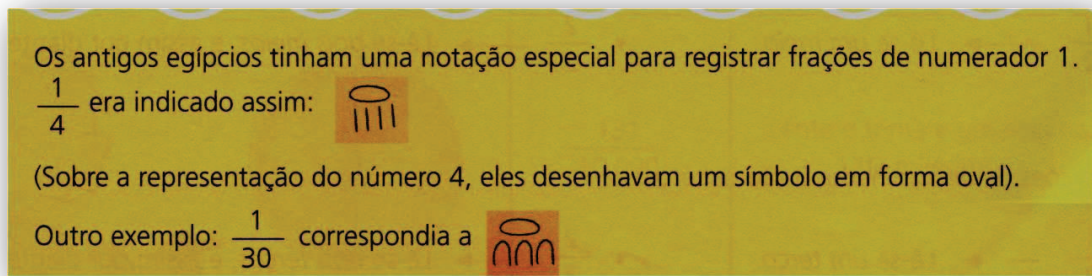 Os antigos egípcios tinham uma notação especial para registrar frações de numerador 1.
1/4 era indicado assim:
(Sobre a representação do número 4, eles desenhavam um símbolo em forma oval).
Outro exemplo: 1/30 correspondia a